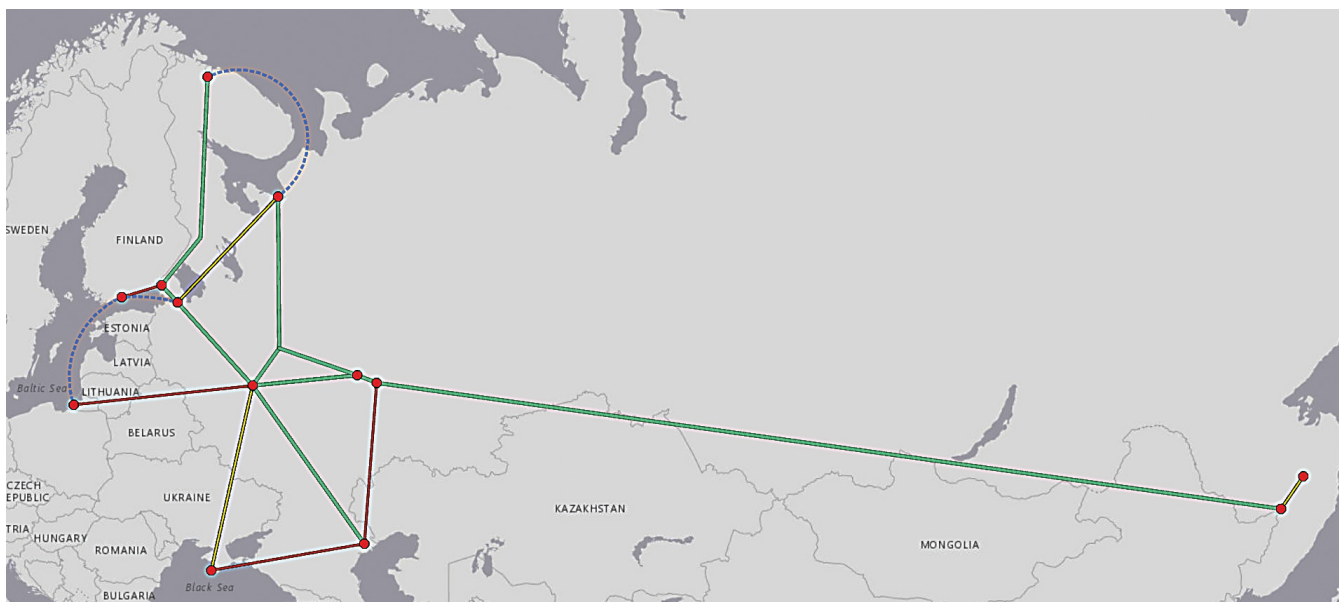 SWEDEN
FINLAND
ESTONIA
LATVIA
Baltic Sea
LITHUANIA
BELARUS
CZECH
EPUBLIC
UKRAINE
KAZAKHSTAN
TRIA
HUNGARY
ROMANIA
MONGOLIA
Black Sea
BULGARIA